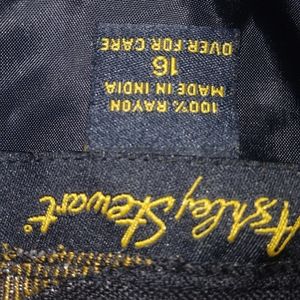 Ashley Stewart®
100% RAYON
MADE IN INDIA
16
OVER FOR CARE